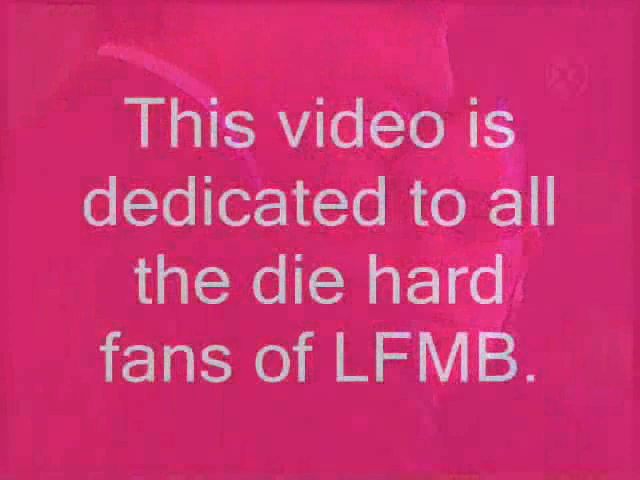 This video is
dedicated to all
the die hard
fans of LFMB.